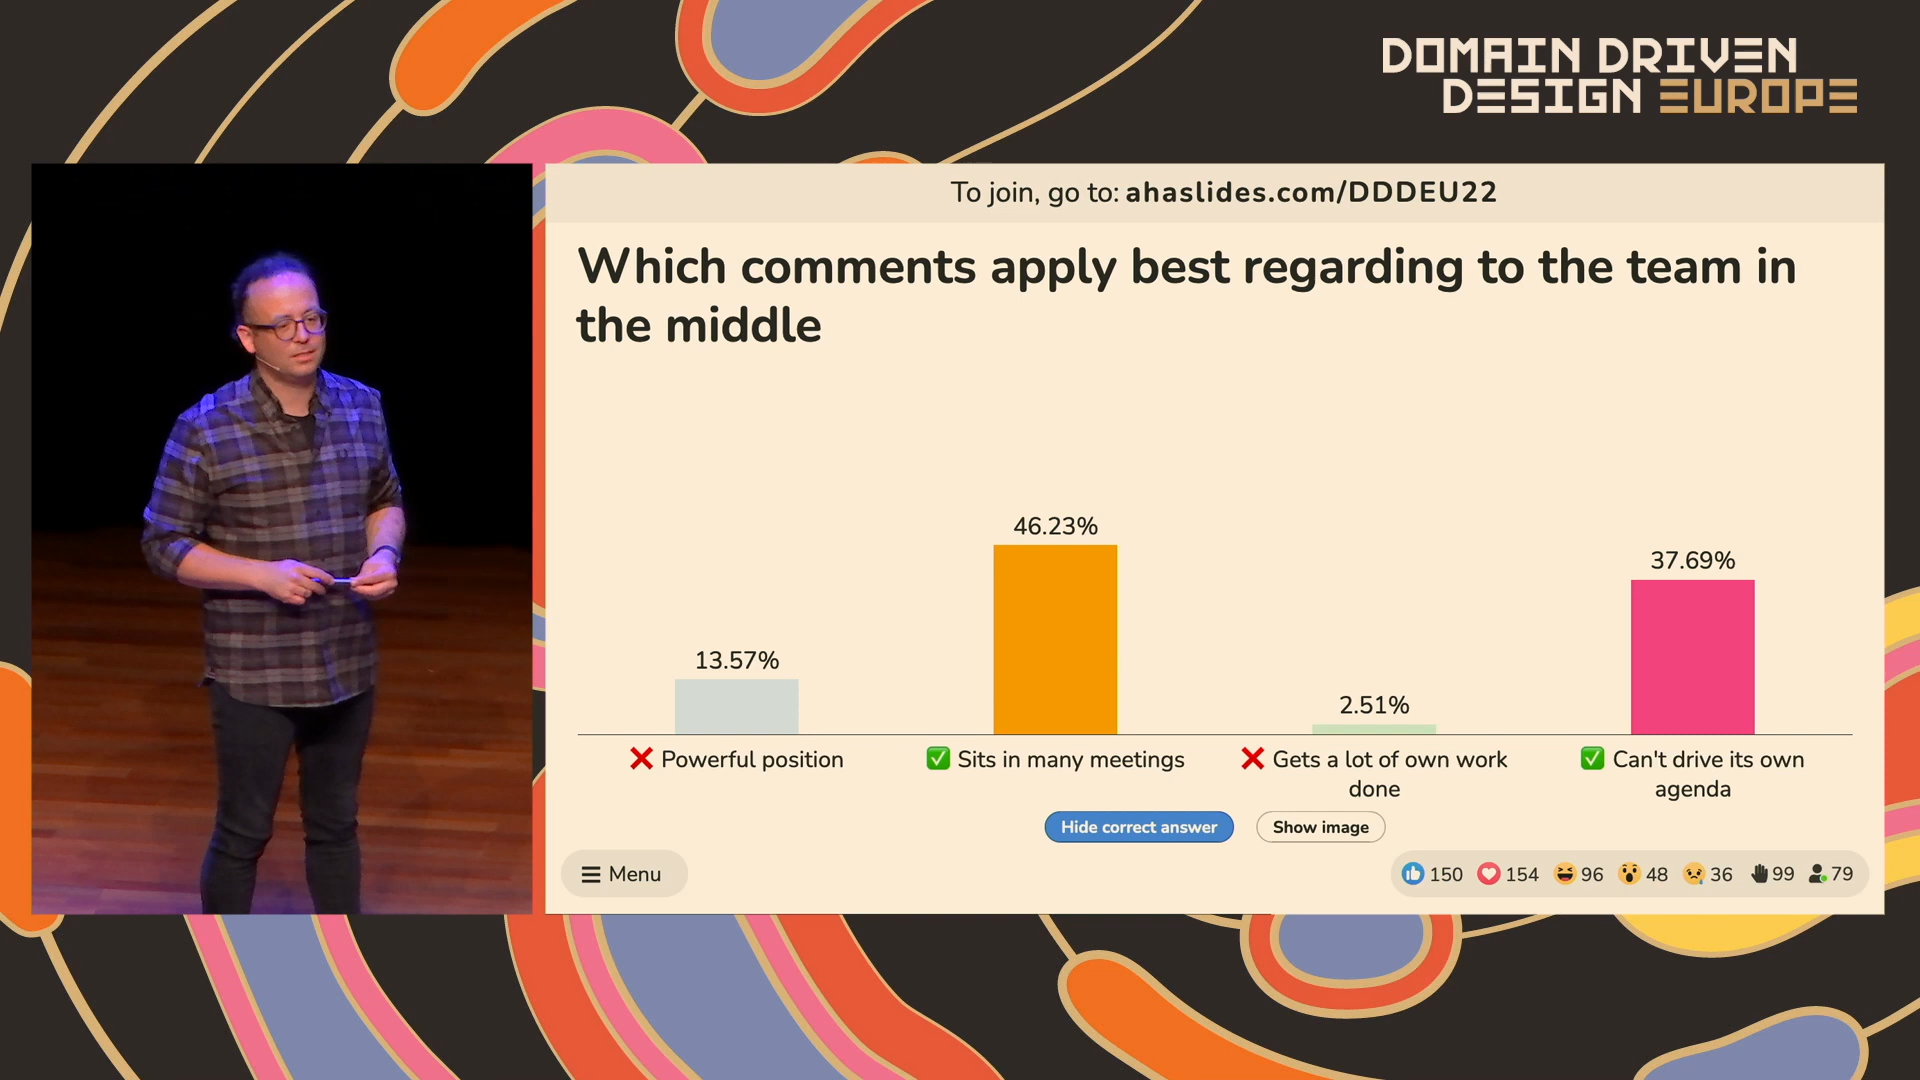 DOMAIN DRIVEN
DESIGN EUROPE
To join, go to: ahaslides.com/DDDEU22
Which comments apply best regarding to the team in
the middle
13.57%
46.23%
2.51%
37.69%
❌ Powerful position
✅ Sits in many meetings
❌ Gets a lot of own work
done
✅ Can't drive its own
agenda
Hide correct answer
Show image
Menu
150
154
96
48
36
99
79